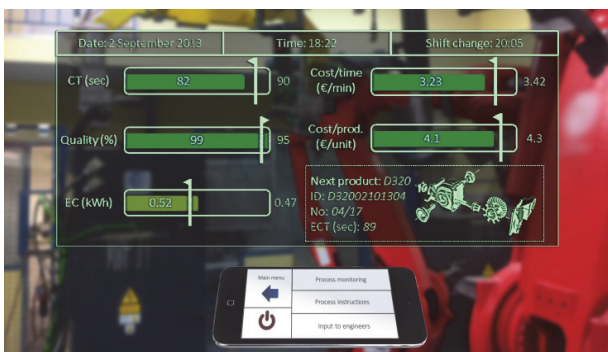 Date: 2 September 2013 Time: 18:22 Shift change: 20:05
CT (sec) 82 90
Cost/time (€/min) 3.23 3.42
Quality (%) 99 95
Cost/prod. (€/unit) 4.1 4.3
EC (kWh) 0.52 0.47
Next product: D320
ID: D32002101304
No: 04/17
ECT (sec): 89
Main menu
Process monitoring
Process instructions
Input to engineers